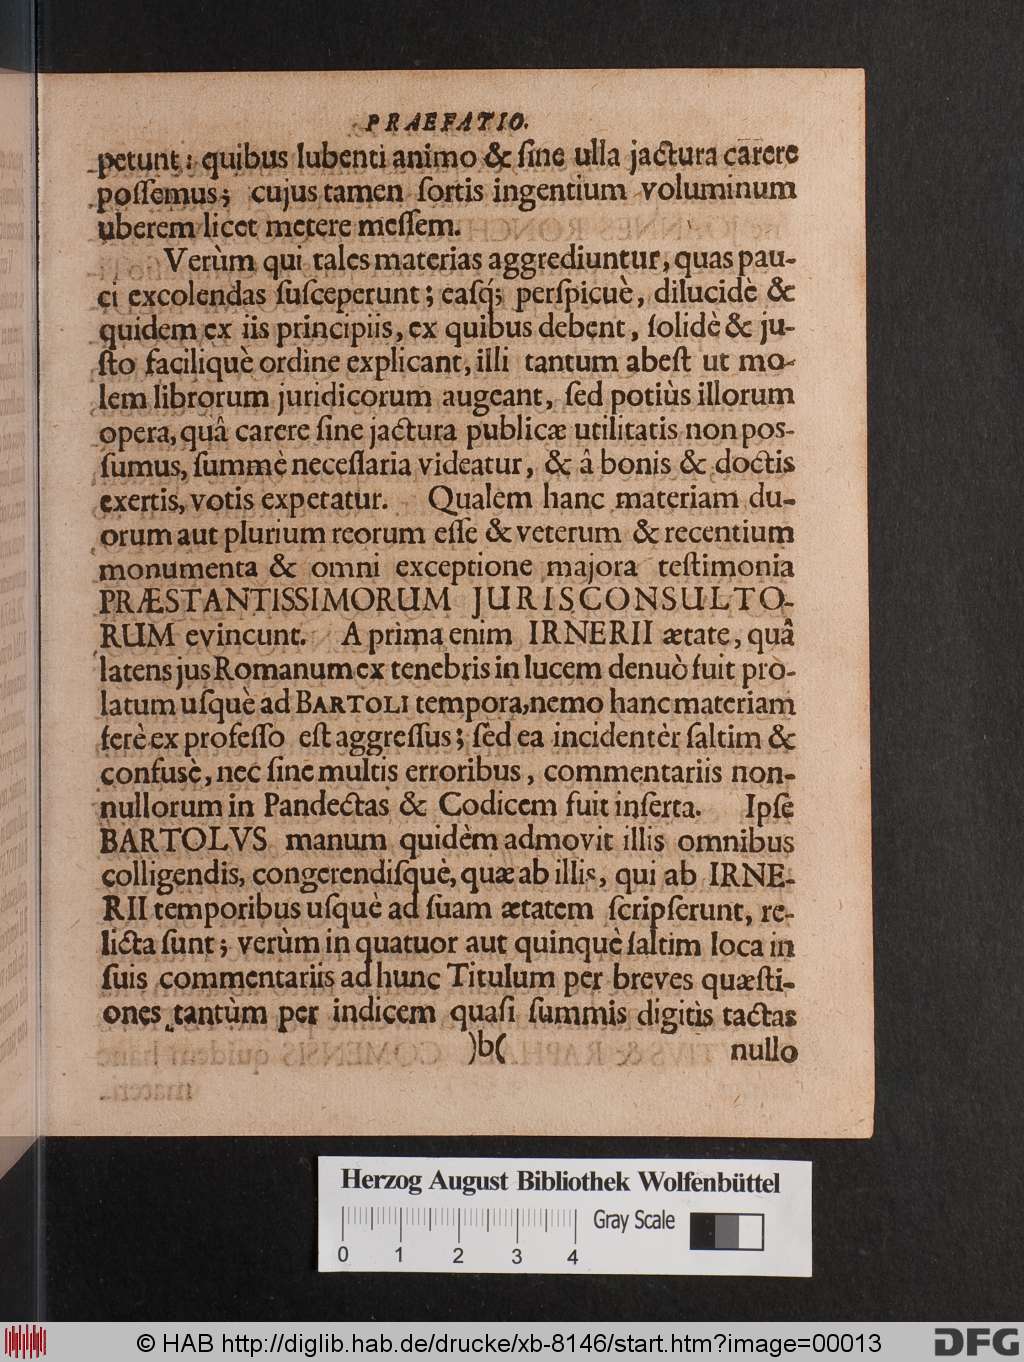 PRAEFATIO.
petunt: quibus lubenti animo & ſine ulla jactura carere
poſſemus; cujus tamen ſortis ingentium voluminum
uberem licet metere meſſem.
Verùm qui tales materias aggrediuntur, quas pau-
ci excolendas ſuſceperunt; eaſq́; perſpicuè, dilucidè &
quidem ex iis principiis, ex quibus debent, ſolidè & ju-
ſto faciliquè ordine explicant, illi tantum abeſt ut mo-
lem librorum juridicorum augeant, ſed potiùs illorum
opera, quâ carere ſine jactura publicæ utilitatis non poſ-
ſumus, ſummè neceſſaria videatur, & â bonis & doctis
exertis, votis expetatur. Qualem hanc materiam du-
orum aut plurium reorum eſſe & veterum & recentium
monumenta & omni exceptione majora teſtimonia
PRÆSTANTISSIMORUM JURISCONSULTO-
RUM evincunt. A prima enim IRNERII ætate, quâ
latens jus Romanum ex tenebris in lucem denuò fuit pro-
latum uſquè ad BARTOLI tempora, nemo hanc materiam
ferè ex profeſſo eſt aggreſſus; ſed ea incidentèr ſaltim &
confusè, nec ſine multis erroribus, commentariis non-
nullorum in Pandectas & Codicem fuit inſerta. Ipſe
BARTOLVS manum quidèm admovit illis omnibus
colligendis, congerendiſquè, quæ ab illis, qui ab IRNE-
RII temporibus uſquè ad ſuam ætatem ſcripſerunt, re-
licta ſunt; verùm in quatuor aut quinquè ſaltim loca in
ſuis commentariis ad hunc Titulum per breves quæſti-
ones tantùm per indicem quaſi ſummis digitis tactas
)b( nullo
Herzog August Bibliothek Wolfenbüttel
0 1 2 3 4 Gray Scale
© HAB http://diglib.hab.de/drucke/xb-8146/start.htm?image=00013 DFG